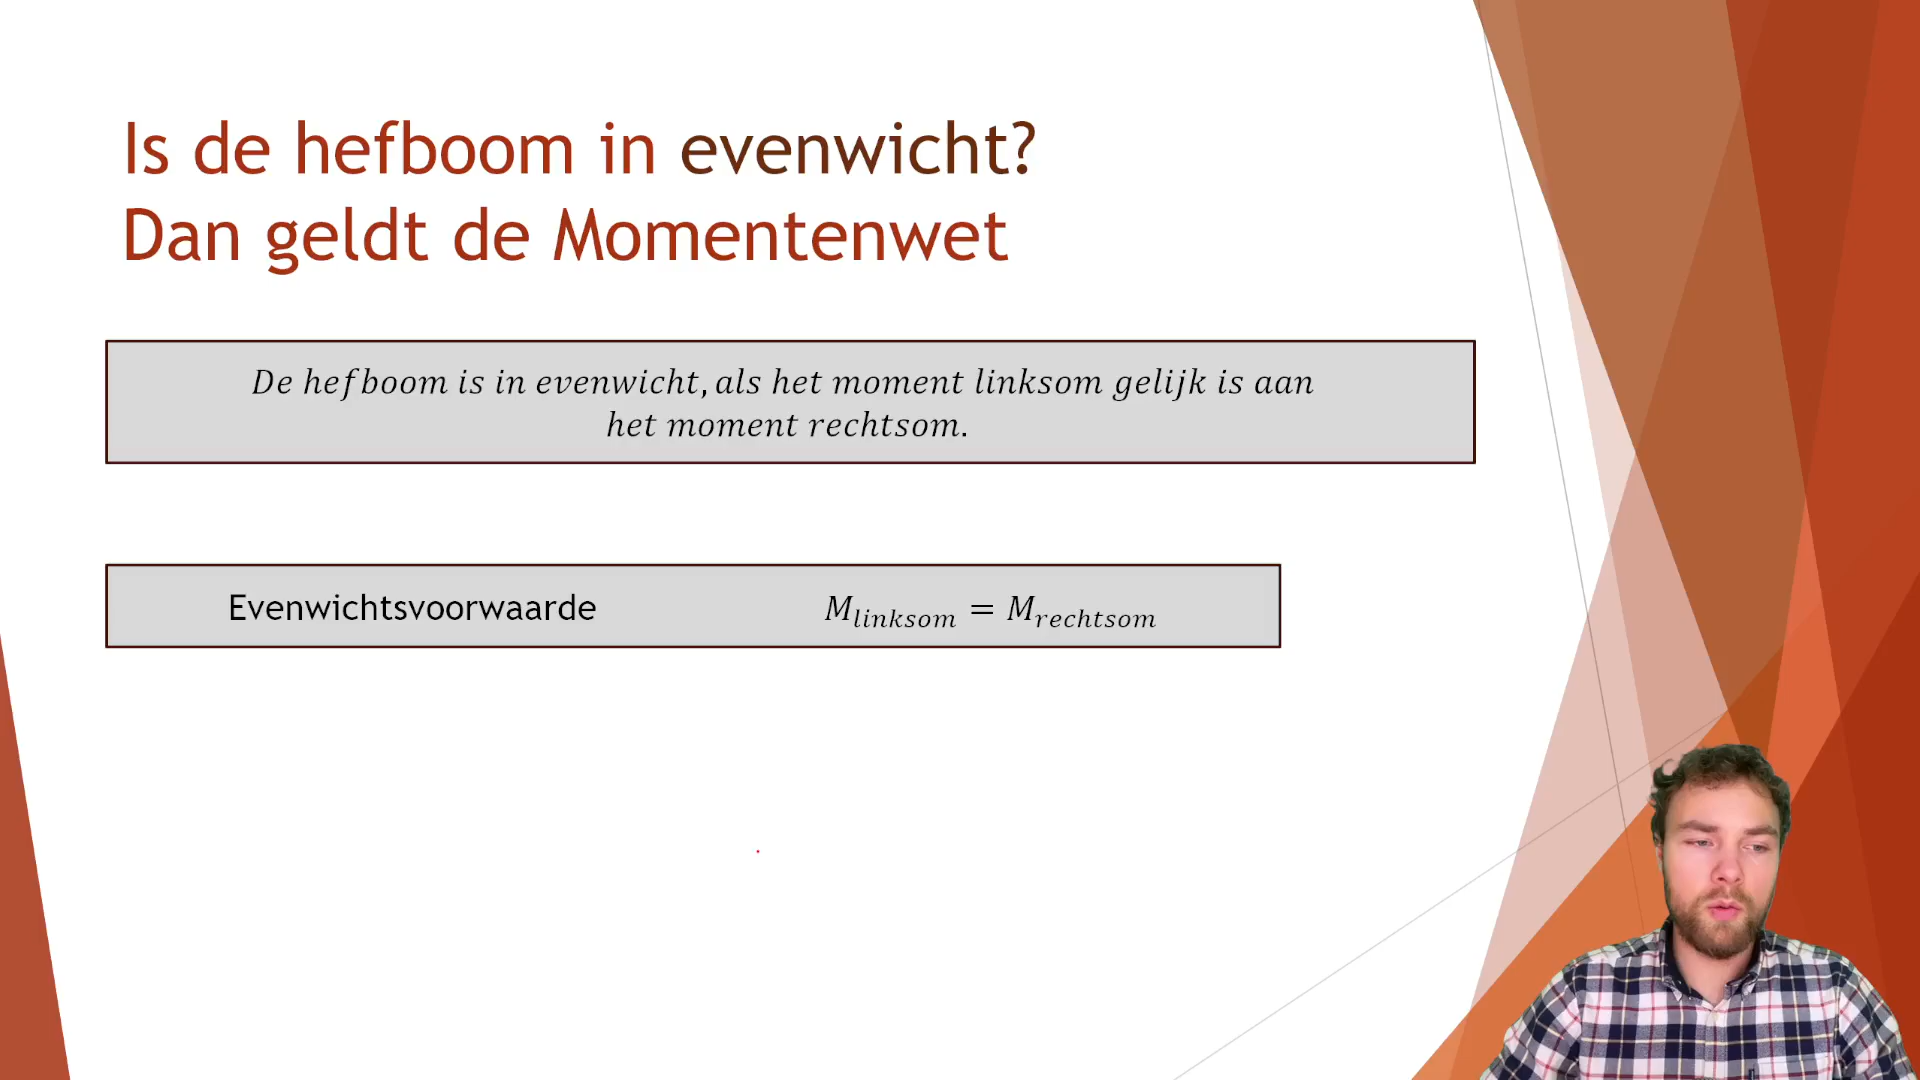 Is de hefboom in evenwicht?
Dan geldt de Momentenwet
De hefboom is in evenwicht, als het moment linksom gelijk is aan
het moment rechtsom.
Evenwichtsvoorwaarde M_linksom = M_rechtsom